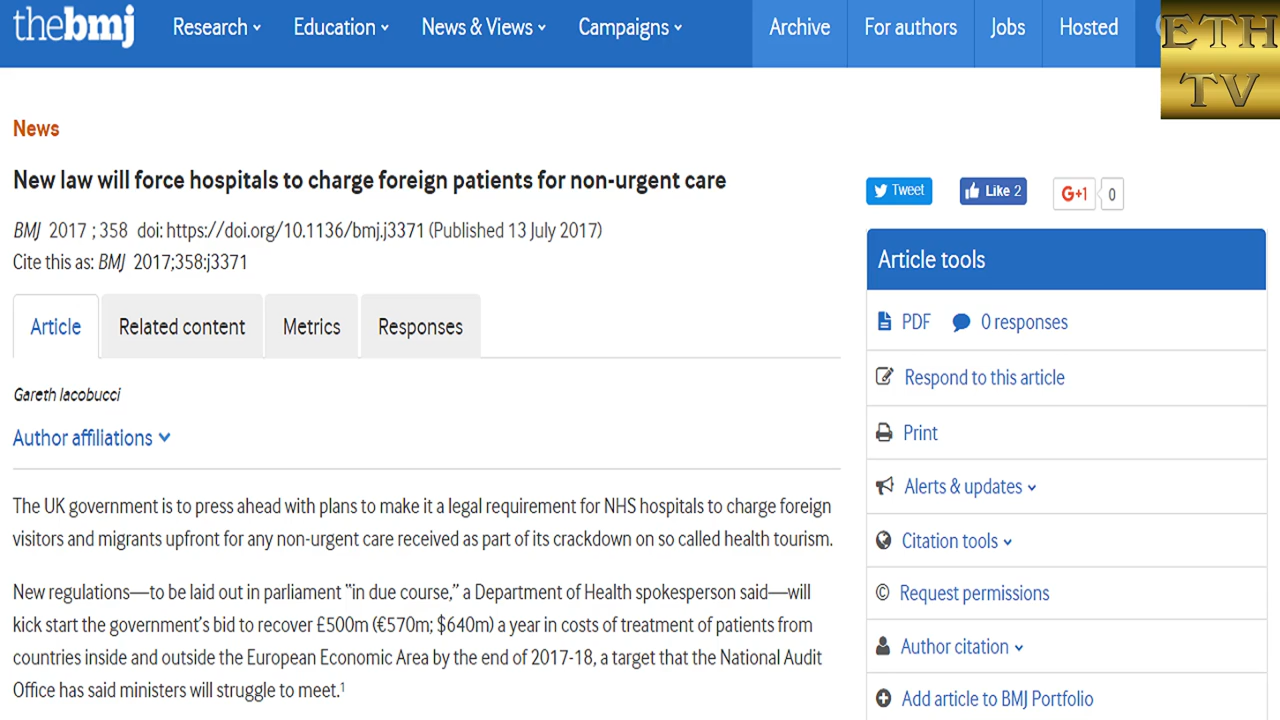 thebmj
Research
Education
News & Views
Campaigns
Archive
For authors
Jobs
Hosted
ETH
TV
News
New law will force hospitals to charge foreign patients for non-urgent care
BMJ 2017 ; 358 doi: https://doi.org/10.1136/bmj.j3371 (Published 13 July 2017)
Cite this as: BMJ 2017;358:j3371
Tweet
Like 2
G+1
0
Article
Related content
Metrics
Responses
Gareth Iacobucci
Author affiliations
The UK government is to press ahead with plans to make it a legal requirement for NHS hospitals to charge foreign
visitors and migrants upfront for any non-urgent care received as part of its crackdown on so called health tourism.
New regulations—to be laid out in parliament "in due course," a Department of Health spokesperson said—will
kick start the government's bid to recover £500m (€570m; $640m) a year in costs of treatment of patients from
countries inside and outside the European Economic Area by the end of 2017-18, a target that the National Audit
Office has said ministers will struggle to meet.1
Article tools
PDF
0 responses
Respond to this article
Print
Alerts & updates
Citation tools
© Request permissions
Author citation
Add article to BMJ Portfolio